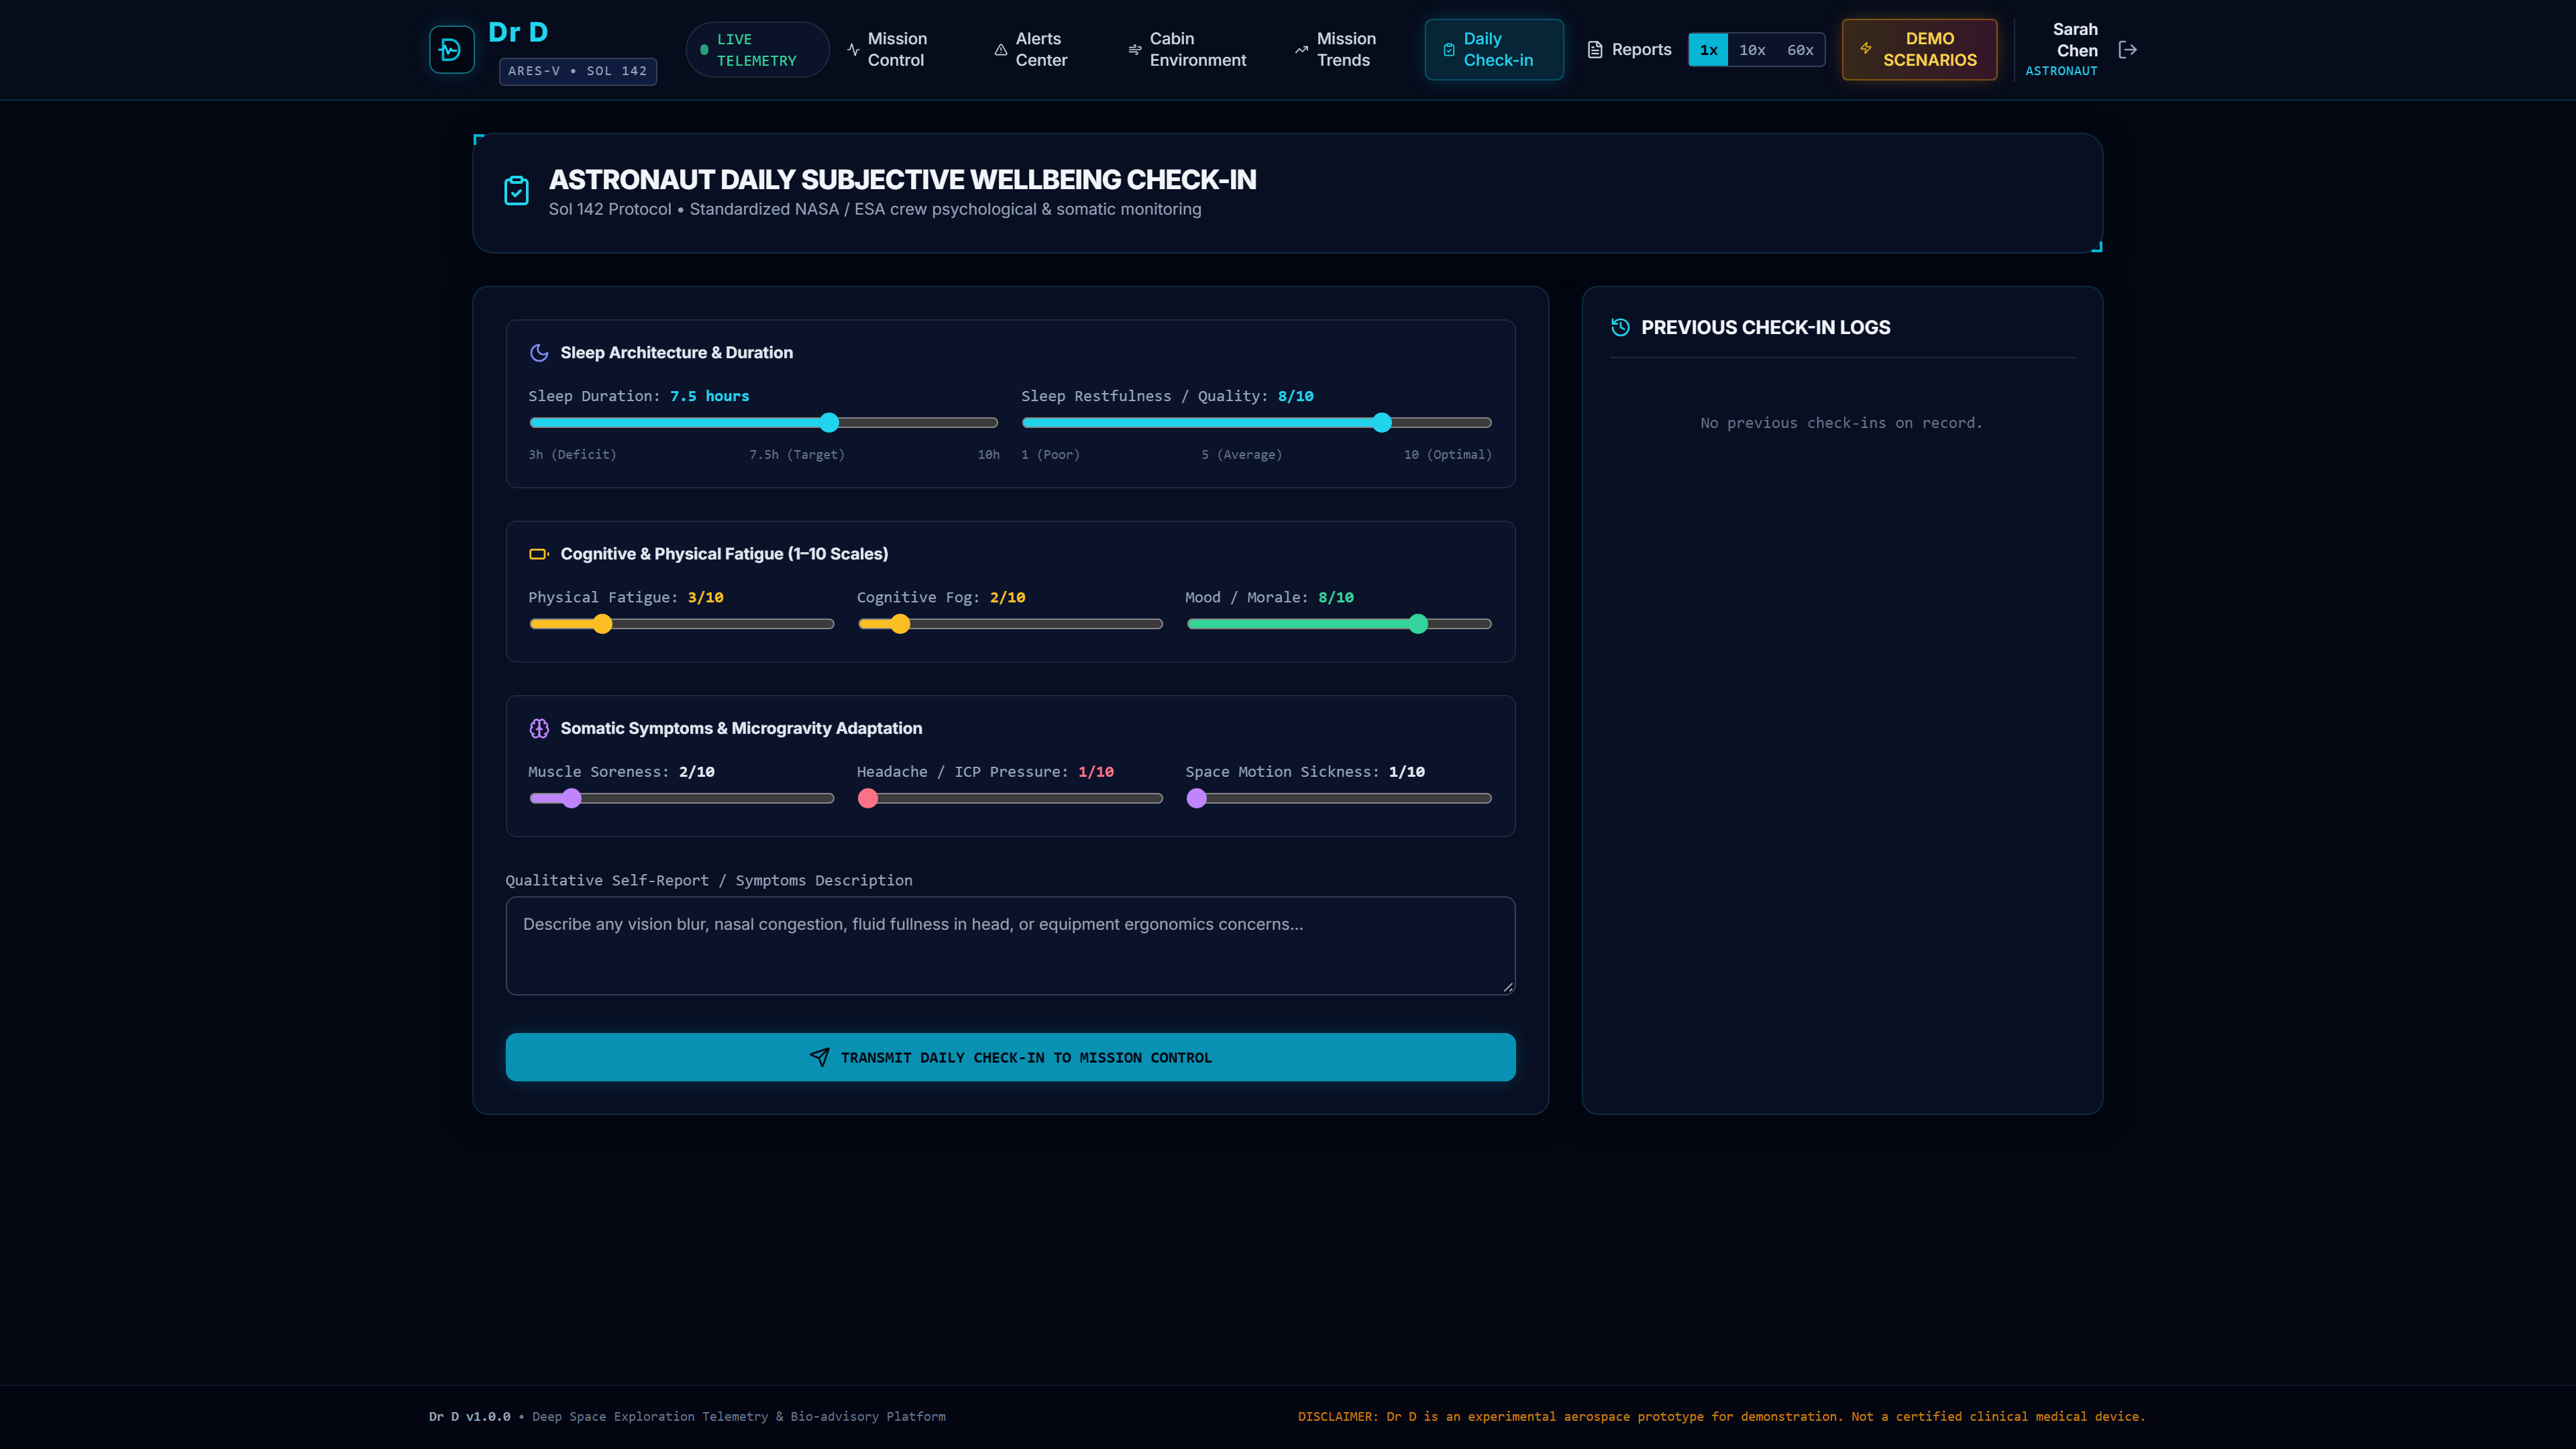 Dr D
ARES-V • SOL 142
LIVE
TELEMETRY
Mission
Control
Alerts
Center
Cabin
Environment
Mission
Trends
Daily
Check-in
Reports
1x 10x 60x
DEMO
SCENARIOS
Sarah
Chen
ASTRONAUT
ASTRONAUT DAILY SUBJECTIVE WELLBEING CHECK-IN
Sol 142 Protocol • Standardized NASA / ESA crew psychological & somatic monitoring
Sleep Architecture & Duration
Sleep Duration: 7.5 hours
3h (Deficit) 7.5h (Target) 10h
Sleep Restfulness / Quality: 8/10
1 (Poor) 5 (Average) 10 (Optimal)
Cognitive & Physical Fatigue (1–10 Scales)
Physical Fatigue: 3/10
Cognitive Fog: 2/10
Mood / Morale: 8/10
Somatic Symptoms & Microgravity Adaptation
Muscle Soreness: 2/10
Headache / ICP Pressure: 1/10
Space Motion Sickness: 1/10
Qualitative Self-Report / Symptoms Description
Describe any vision blur, nasal congestion, fluid fullness in head, or equipment ergonomics concerns...
TRANSMIT DAILY CHECK-IN TO MISSION CONTROL
PREVIOUS CHECK-IN LOGS
No previous check-ins on record.
Dr D v1.0.0 • Deep Space Exploration Telemetry & Bio-advisory Platform
DISCLAIMER: Dr D is an experimental aerospace prototype for demonstration. Not a certified clinical medical device.